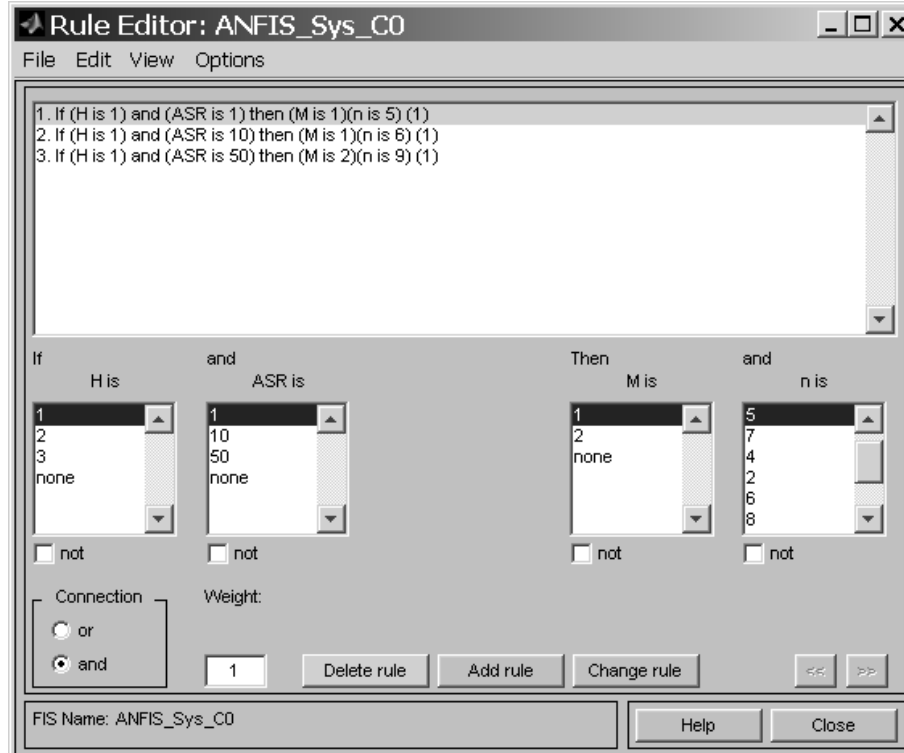 Rule Editor: ANFIS_Sys_C0
File Edit View Options
1. If (H is 1) and (ASR is 1) then (M is 1)(n is 5) (1)
2. If (H is 1) and (ASR is 10) then (M is 1)(n is 6) (1)
3. If (H is 1) and (ASR is 50) then (M is 2)(n is 9) (1)
If and Then and
H is ASR is M is n is
1 1 1 5
2 10 2 7
3 50 none 4
none none 2
6
8
not not not not
Connection Weight:
or
and 1 Delete rule Add rule Change rule << >>
FIS Name: ANFIS_Sys_C0 Help Close